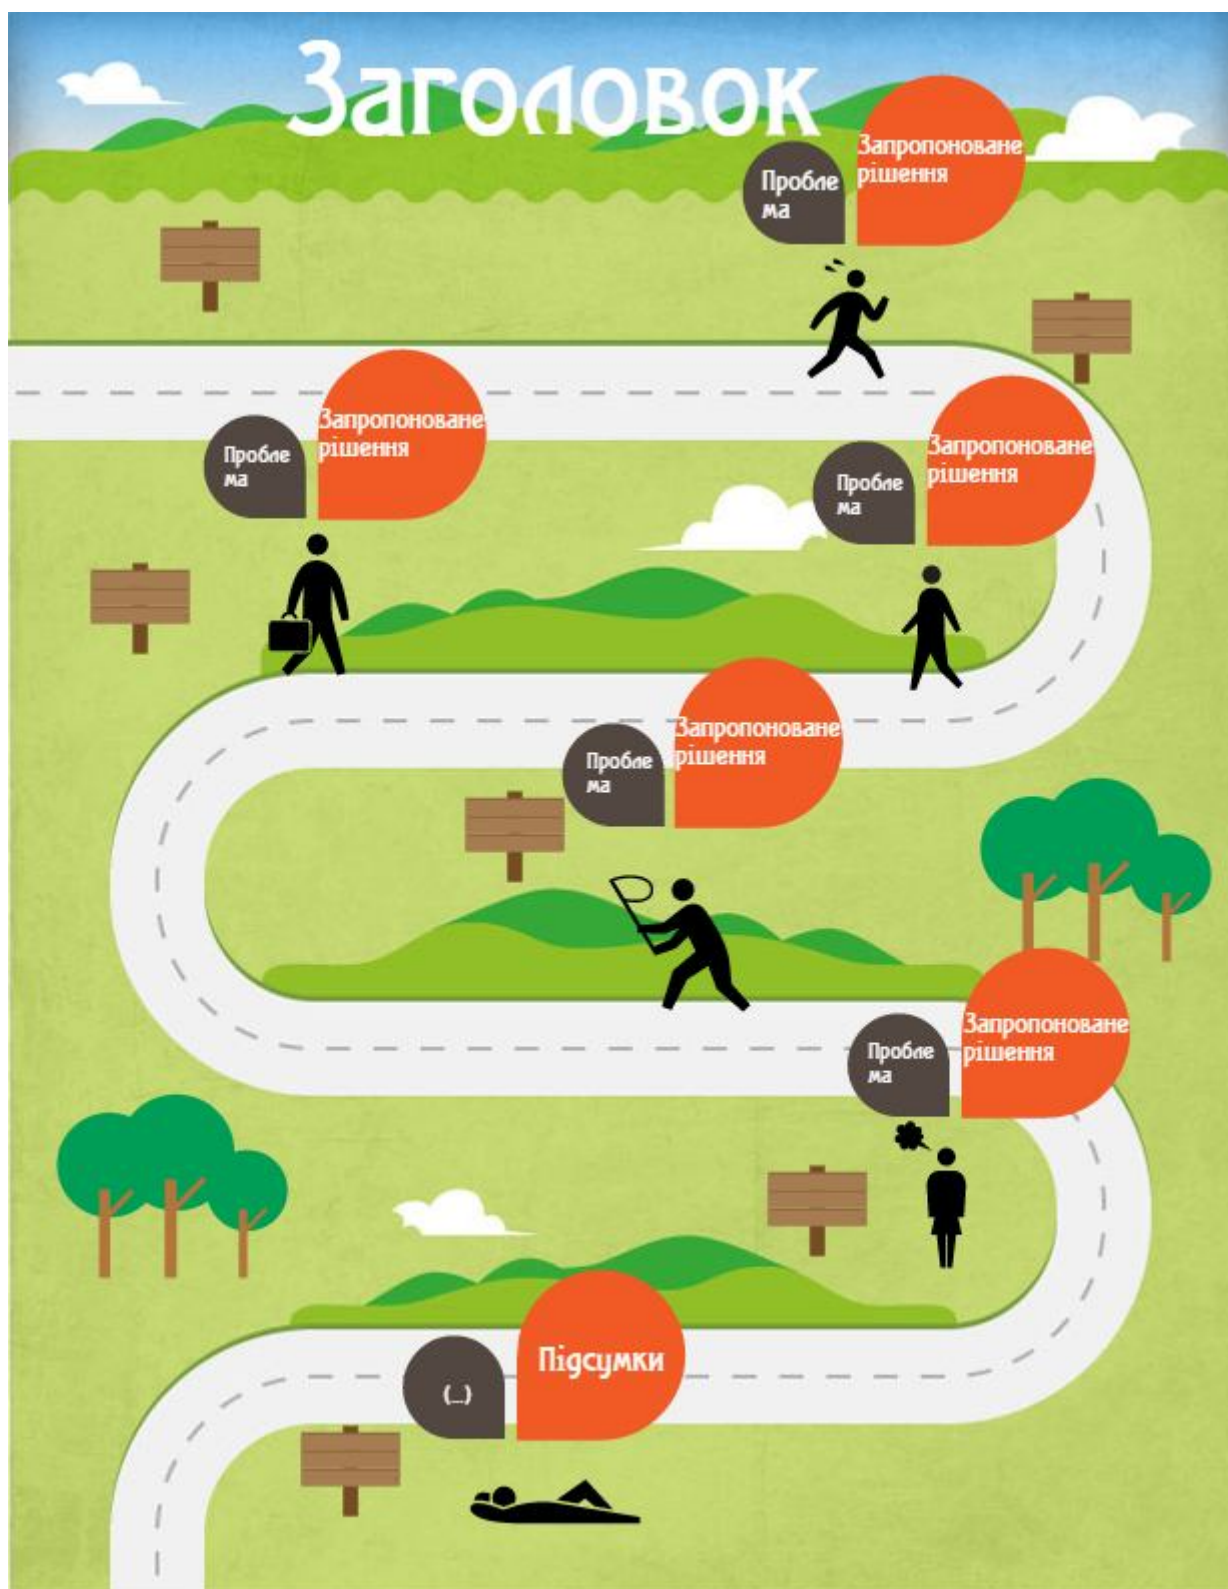 Заголовок
Пробле
ма
Запропоноване
рішення
Пробле
ма
Запропоноване
рішення
Пробле
ма
Запропоноване
рішення
Пробле
ма
Запропоноване
рішення
Пробле
ма
Запропоноване
рішення
(...)
Підсумки